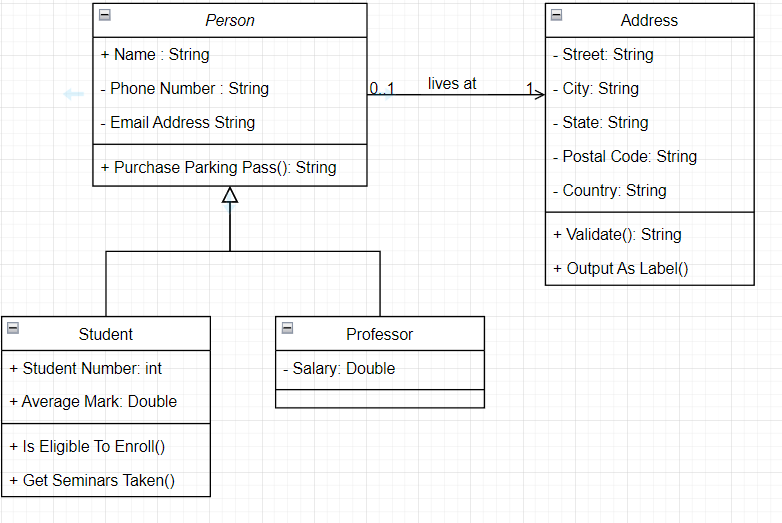 Person
+ Name : String
- Phone Number : String
- Email Address String
+ Purchase Parking Pass(): String
0..1
lives at
1
Address
- Street: String
- City: String
- State: String
- Postal Code: String
- Country: String
+ Validate(): String
+ Output As Label()
Student
+ Student Number: int
+ Average Mark: Double
+ Is Eligible To Enroll()
+ Get Seminars Taken()
Professor
- Salary: Double